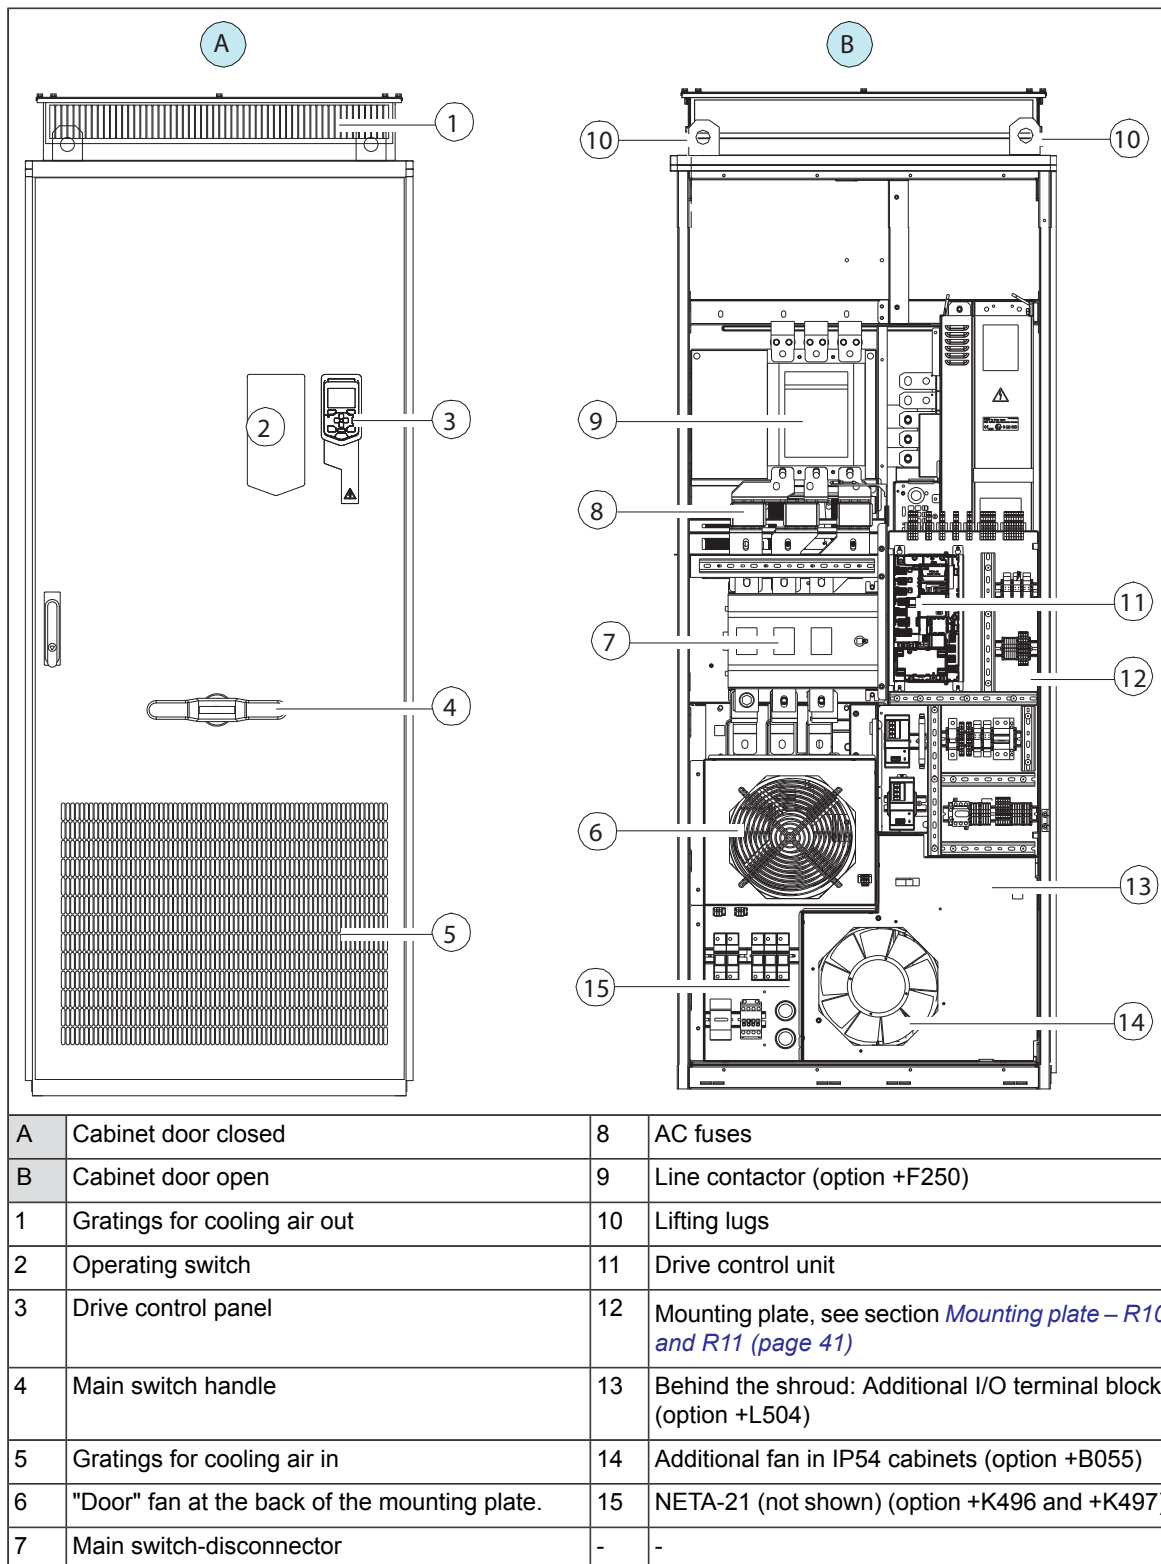 A
B
1
10
10
2
3
9
8
11
7
12
4
6
13
5
15
14
A Cabinet door closed 8 AC fuses
B Cabinet door open 9 Line contactor (option +F250)
1 Gratings for cooling air out 10 Lifting lugs
2 Operating switch 11 Drive control unit
3 Drive control panel 12 Mounting plate, see section Mounting plate – R10
and R11 (page 41)
4 Main switch handle 13 Behind the shroud: Additional I/O terminal block
(option +L504)
5 Gratings for cooling air in 14 Additional fan in IP54 cabinets (option +B055)
6 "Door" fan at the back of the mounting plate. 15 NETA-21 (not shown) (option +K496 and +K497)
7 Main switch-disconnector - -